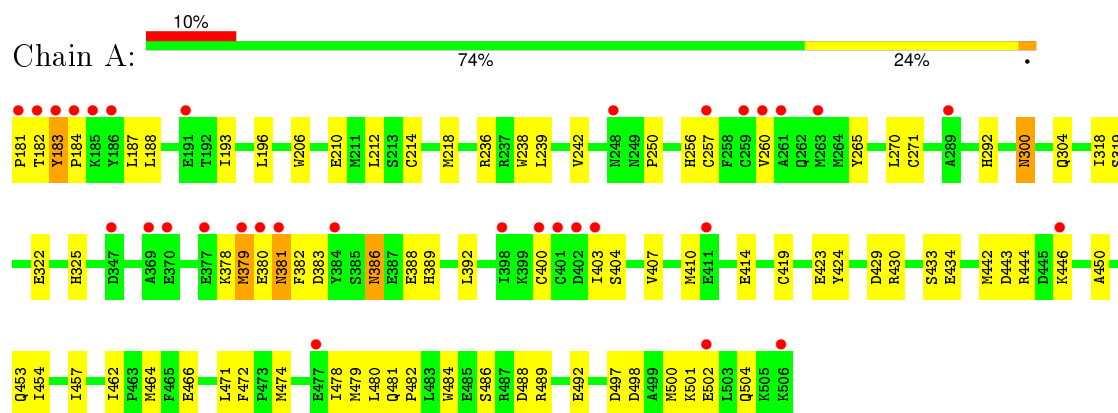 10%
Chain A:
74% 24% •
P181 T182 Y183 P184 K185 Y186 L187 L188 E191 T192 I193 L196 W206 E210 M211 L212 S213 C214 M218 R236 R237 W238 L239 V242 N248 N249 P250 H256 C257 F258 C259 V260 A261 Q262 M263 M264 Y265 L270 C271 A289 H292 N300 Q304 I318
E322 H325 D347 A369 E370 E377 K378 M379 E380 N381 F382 D383 Y384 S385 N386 E387 E388 H389 L392 I398 K399 C400 C401 D402 I403 S404 V407 M410 E411 E414 C419 E423 Y424 D429 R430 S433 E434 M442 D443 R444 D445 K446 A450
Q453 I454 I457 I462 P463 M464 F465 E466 L471 F472 P473 M474 E477 I478 M479 L480 Q481 P482 L483 W484 E485 S486 R487 D488 R489 E492 D497 D498 A499 M500 E502 L503 Q504 K505 K506